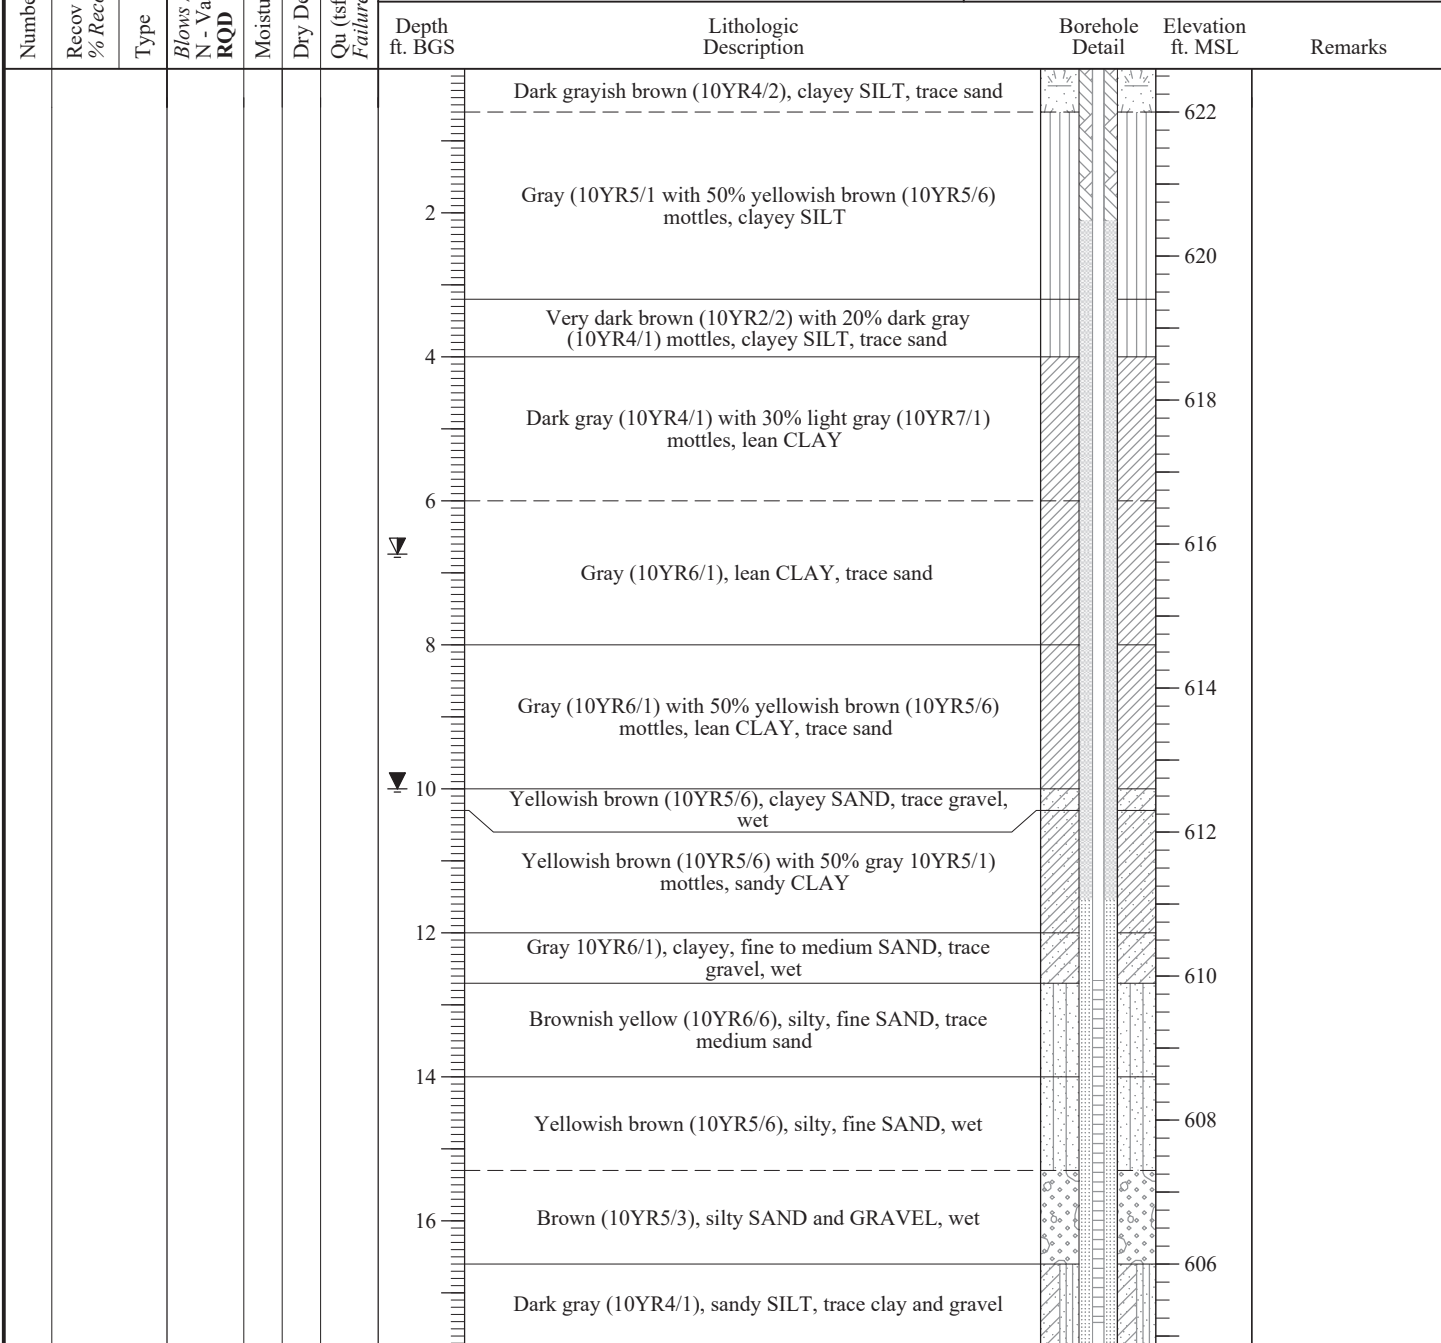 Numbe
Recov
% Rece
Type
Blows
N - Va
RQD
Moistu
Dry De
Qu (tsf
Failure
Depth
ft. BGS
Lithologic
Description
Borehole
Detail
Elevation
ft. MSL
Remarks
Dark grayish brown (10YR4/2), clayey SILT, trace sand
622
Gray (10YR5/1 with 50% yellowish brown (10YR5/6)
mottles, clayey SILT
2
620
Very dark brown (10YR2/2) with 20% dark gray
(10YR4/1) mottles, clayey SILT, trace sand
4
618
Dark gray (10YR4/1) with 30% light gray (10YR7/1)
mottles, lean CLAY
6
616
Gray (10YR6/1), lean CLAY, trace sand
8
614
Gray (10YR6/1) with 50% yellowish brown (10YR5/6)
mottles, lean CLAY, trace sand
10
Yellowish brown (10YR5/6), clayey SAND, trace gravel,
wet
612
Yellowish brown (10YR5/6) with 50% gray 10YR5/1)
mottles, sandy CLAY
12
Gray 10YR6/1), clayey, fine to medium SAND, trace
gravel, wet
610
Brownish yellow (10YR6/6), silty, fine SAND, trace
medium sand
14
608
Yellowish brown (10YR5/6), silty, fine SAND, wet
16
Brown (10YR5/3), silty SAND and GRAVEL, wet
606
Dark gray (10YR4/1), sandy SILT, trace clay and gravel